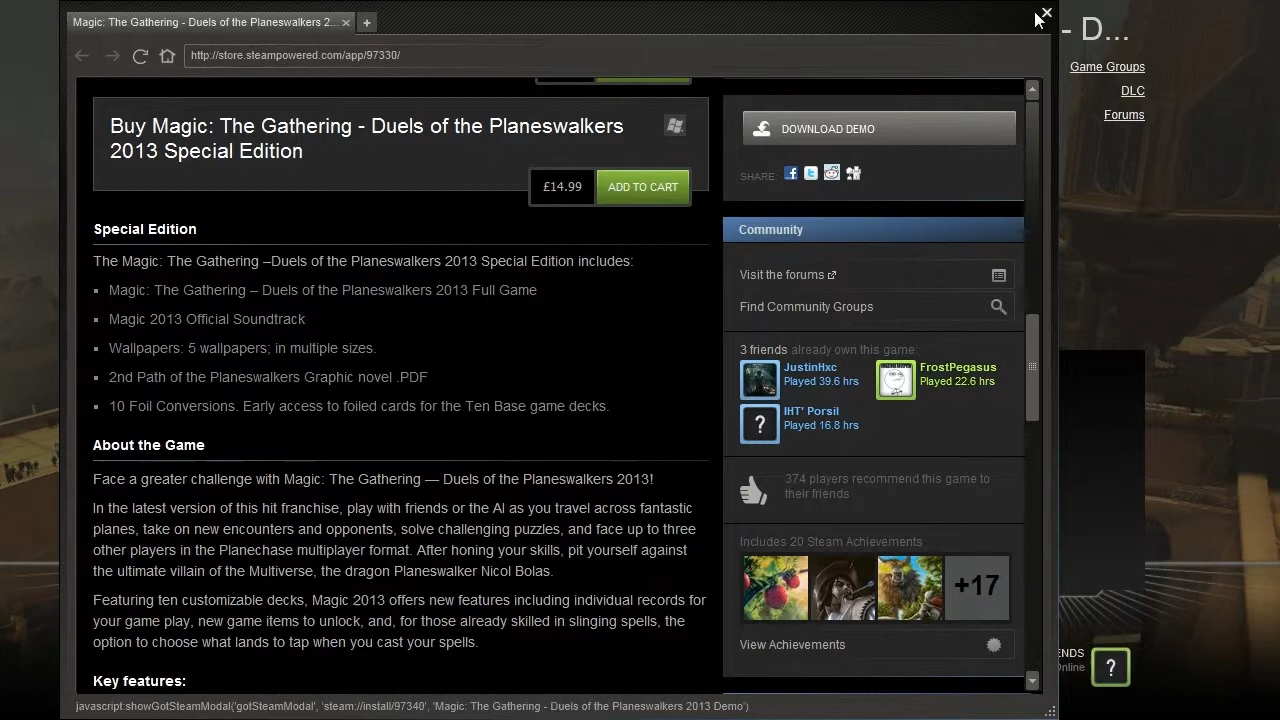 Magic: The Gathering - Duels of the Planeswalkers 2...
http://store.steampowered.com/app/97330/
- D...
Game Groups
DLC
Forums
Buy Magic: The Gathering - Duels of the Planeswalkers
2013 Special Edition
£14.99
ADD TO CART
Special Edition
The Magic: The Gathering –Duels of the Planeswalkers 2013 Special Edition includes:
Magic: The Gathering – Duels of the Planeswalkers 2013 Full Game
Magic 2013 Official Soundtrack
Wallpapers: 5 wallpapers; in multiple sizes.
2nd Path of the Planeswalkers Graphic novel .PDF
10 Foil Conversions. Early access to foiled cards for the Ten Base game decks.
About the Game
Face a greater challenge with Magic: The Gathering — Duels of the Planeswalkers 2013!
In the latest version of this hit franchise, play with friends or the AI as you travel across fantastic
planes, take on new encounters and opponents, solve challenging puzzles, and face up to three
other players in the Planechase multiplayer format. After honing your skills, pit yourself against
the ultimate villain of the Multiverse, the dragon Planeswalker Nicol Bolas.
Featuring ten customizable decks, Magic 2013 offers new features including individual records for
your game play, new game items to unlock, and, for those already skilled in slinging spells, the
option to choose what lands to tap when you cast your spells.
Key features:
DOWNLOAD DEMO
SHARE:
Community
Visit the forums
Find Community Groups
3 friends already own this game:
JustinHxc
Played 39.6 hrs
FrostPegasus
Played 22.6 hrs
? IHT' Porsil
Played 16.8 hrs
374 players recommend this game to
their friends
Includes 20 Steam Achievements
+17
View Achievements
ENDS
Online
?
javascript:showGotSteamModal('gotSteamModal', 'steam://install/97340', 'Magic: The Gathering - Duels of the Planeswalkers 2013 Demo')